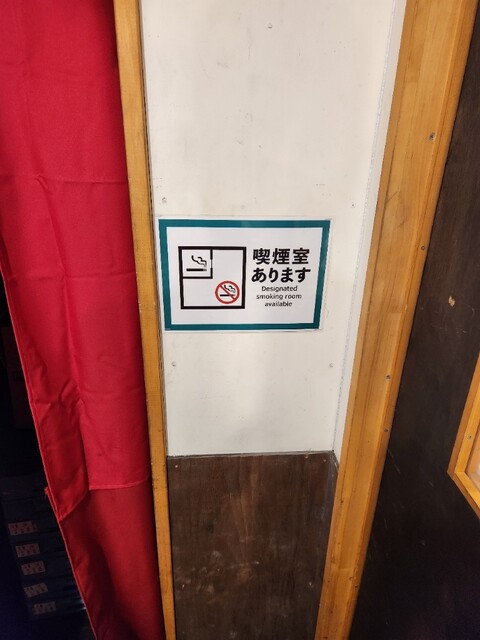 喫煙室
あります
Designated
smoking room
available